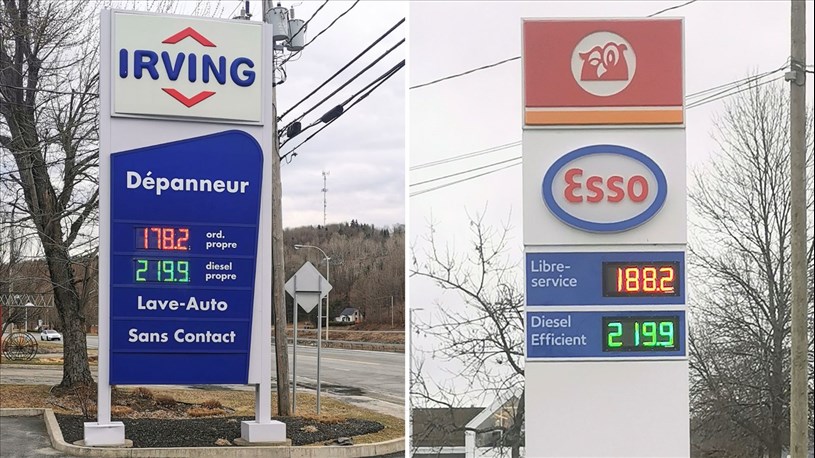 IRVING
Dépanneur
178.2 ord. propre
219.9 diesel propre
Lave-Auto
Sans Contact
Esso
Libre-
service 188.2
Diesel
Efficient 219.9